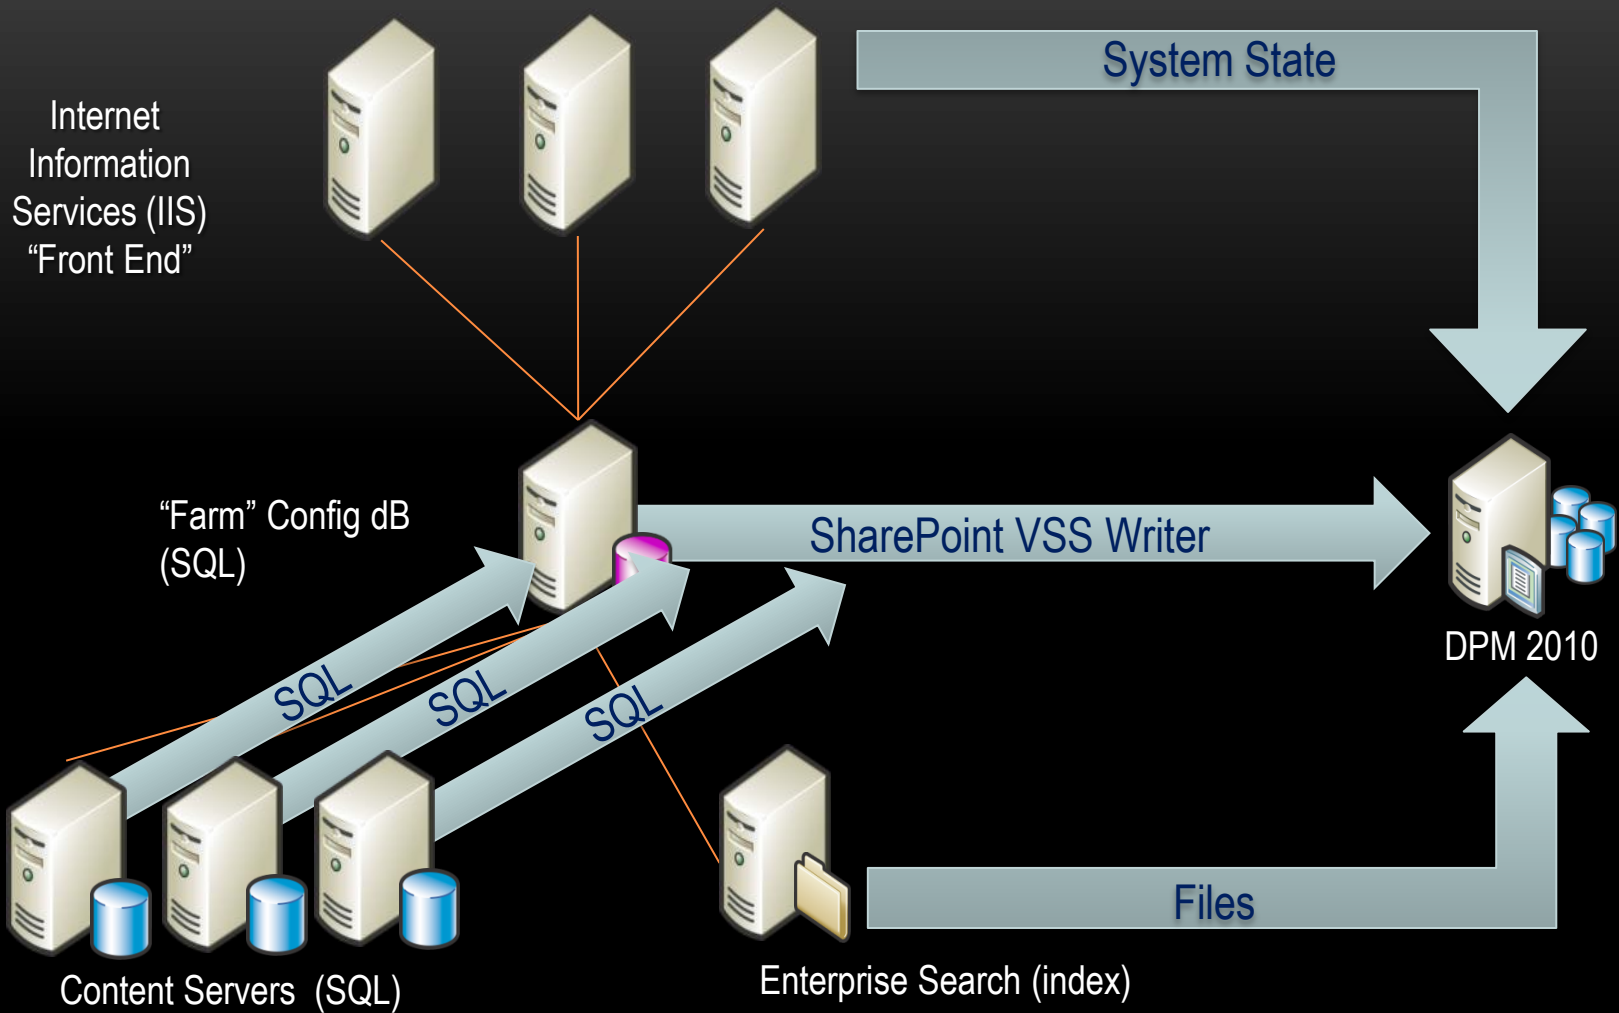 System State
Internet
Information
Services (IIS)
“Front End”
“Farm” Config dB
(SQL)
SharePoint VSS Writer
DPM 2010
SQL
SQL
SQL
Files
Content Servers  (SQL)
Enterprise Search (index)